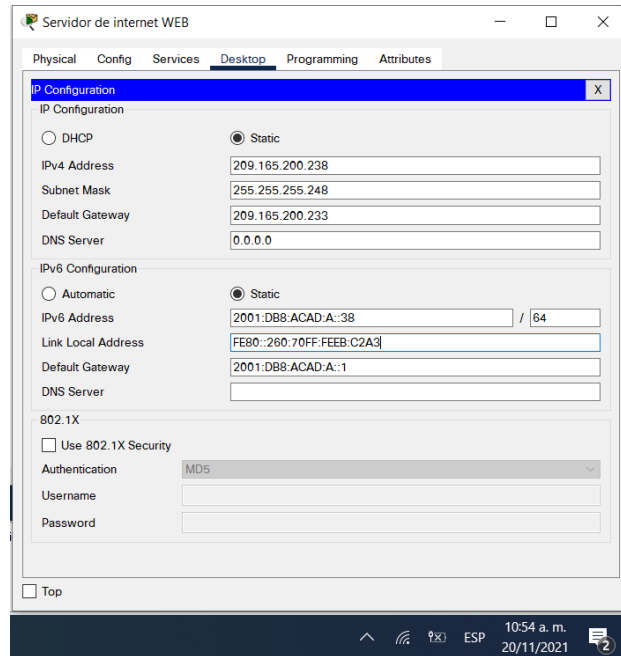 Servidor de internet WEB
Physical Config Services Desktop Programming Attributes
IP Configuration X
IP Configuration
DHCP Static
IPv4 Address 209.165.200.238
Subnet Mask 255.255.255.248
Default Gateway 209.165.200.233
DNS Server 0.0.0.0
IPv6 Configuration
Automatic Static
IPv6 Address 2001:DB8:ACAD:A::38 / 64
Link Local Address FE80::260:70FF:FEEB:C2A3
Default Gateway 2001:DB8:ACAD:A::1
DNS Server
802.1X
Use 802.1X Security
Authentication MD5
Username
Password
Top
ESP 10:54 a. m.
20/11/2021 2